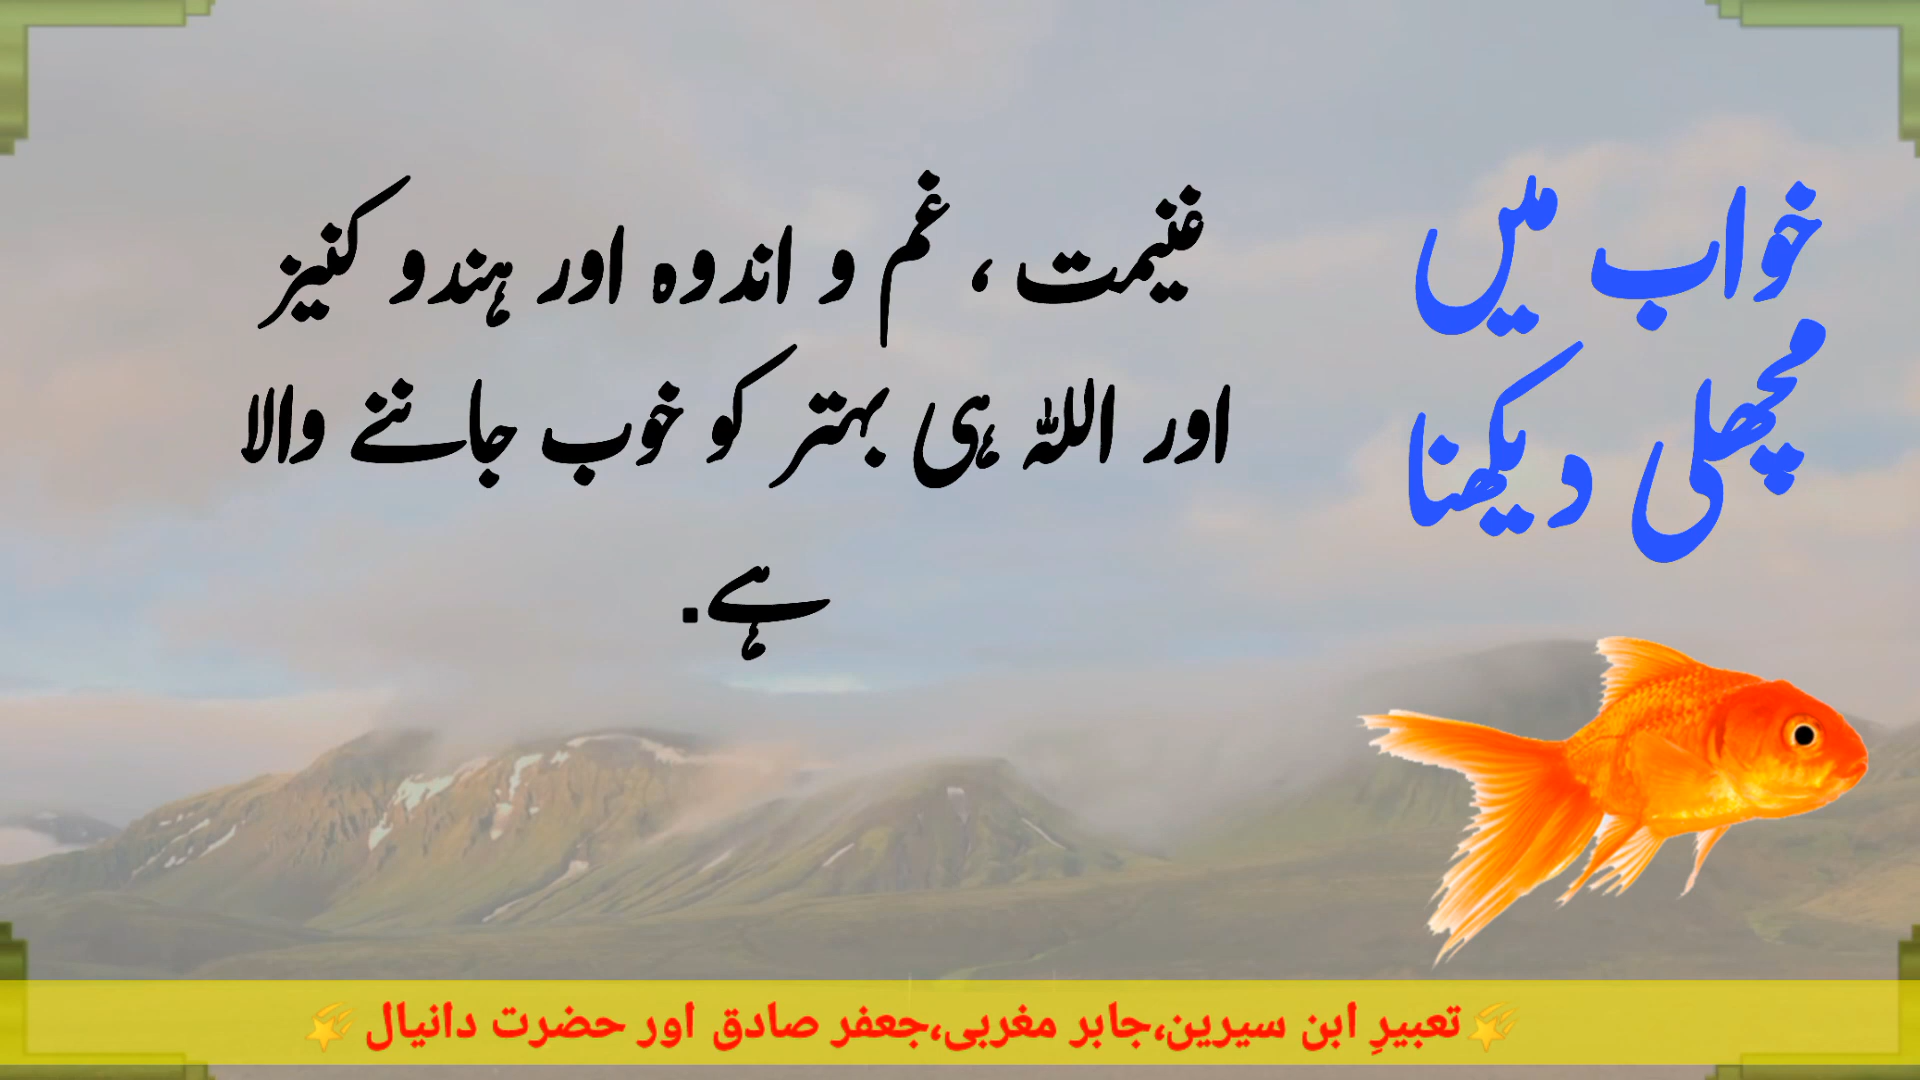 خواب میں
مچھلی دیکھنا
غنیمت ، غم و اندوہ اور ہندو کنیز
اور اللہ ہی بہتر کو خوب جاننے والا
ہے.
تعبیرِ ابن سیرین،جابر مغربی،جعفر صادق اور حضرت دانیال